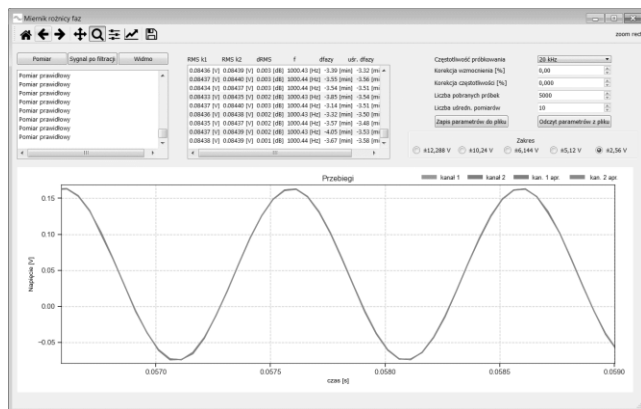 Miernik różnicy faz
zoom rect
Pomiar Sygnał po filtracji Widmo
Pomiar prawidłowy
Pomiar prawidłowy
Pomiar prawidłowy
Pomiar prawidłowy
Pomiar prawidłowy
Pomiar prawidłowy
Pomiar prawidłowy
RMS k1 RMS k2 dRMS f dfazy uśr. dfazy
0.08436 [V] 0.08439 [V] 0.003 [dB] 1000.43 [Hz] -3.39 [min] -3.32 [mi
0.08437 [V] 0.08440 [V] 0.003 [dB] 1000.44 [Hz] -3.55 [min] -3.56 [mi
0.08434 [V] 0.08437 [V] 0.003 [dB] 1000.44 [Hz] -3.54 [min] -3.51 [mi
0.08433 [V] 0.08435 [V] 0.002 [dB] 1000.44 [Hz] -3.85 [min] -3.54 [mi
0.08437 [V] 0.08440 [V] 0.003 [dB] 1000.44 [Hz] -3.14 [min] -3.51 [mi
0.08436 [V] 0.08438 [V] 0.002 [dB] 1000.43 [Hz] -3.32 [min] -3.50 [mi
0.08435 [V] 0.08437 [V] 0.002 [dB] 1000.44 [Hz] -3.57 [min] -3.48 [mi
0.08437 [V] 0.08439 [V] 0.002 [dB] 1000.43 [Hz] -4.05 [min] -3.53 [mi
0.08438 [V] 0.08439 [V] 0.001 [dB] 1000.44 [Hz] -3.67 [min] -3.58 [mi
Częstotliwość próbkowania 20 kHz
Korekcja wzmocnienia [%] 0,00
Korekcja częstotliwości [%] 0,000
Liczba pobranych próbek 5000
Liczba uśredn. pomiarów 10
Zapis parametrów do pliku Odczyt parametrów z pliku
Zakres
±12,288 V ±10,24 V ±6,144 V ±5,12 V ±2,56 V
Przebiegi
kanał 1 kanał 2 kan. 1 apr. kan. 2 apr.
Napięcie [V]
0.15
0.10
0.05
0.00
−0.05
0.0570 0.0575 0.0580 0.0585 0.0590
czas [s]